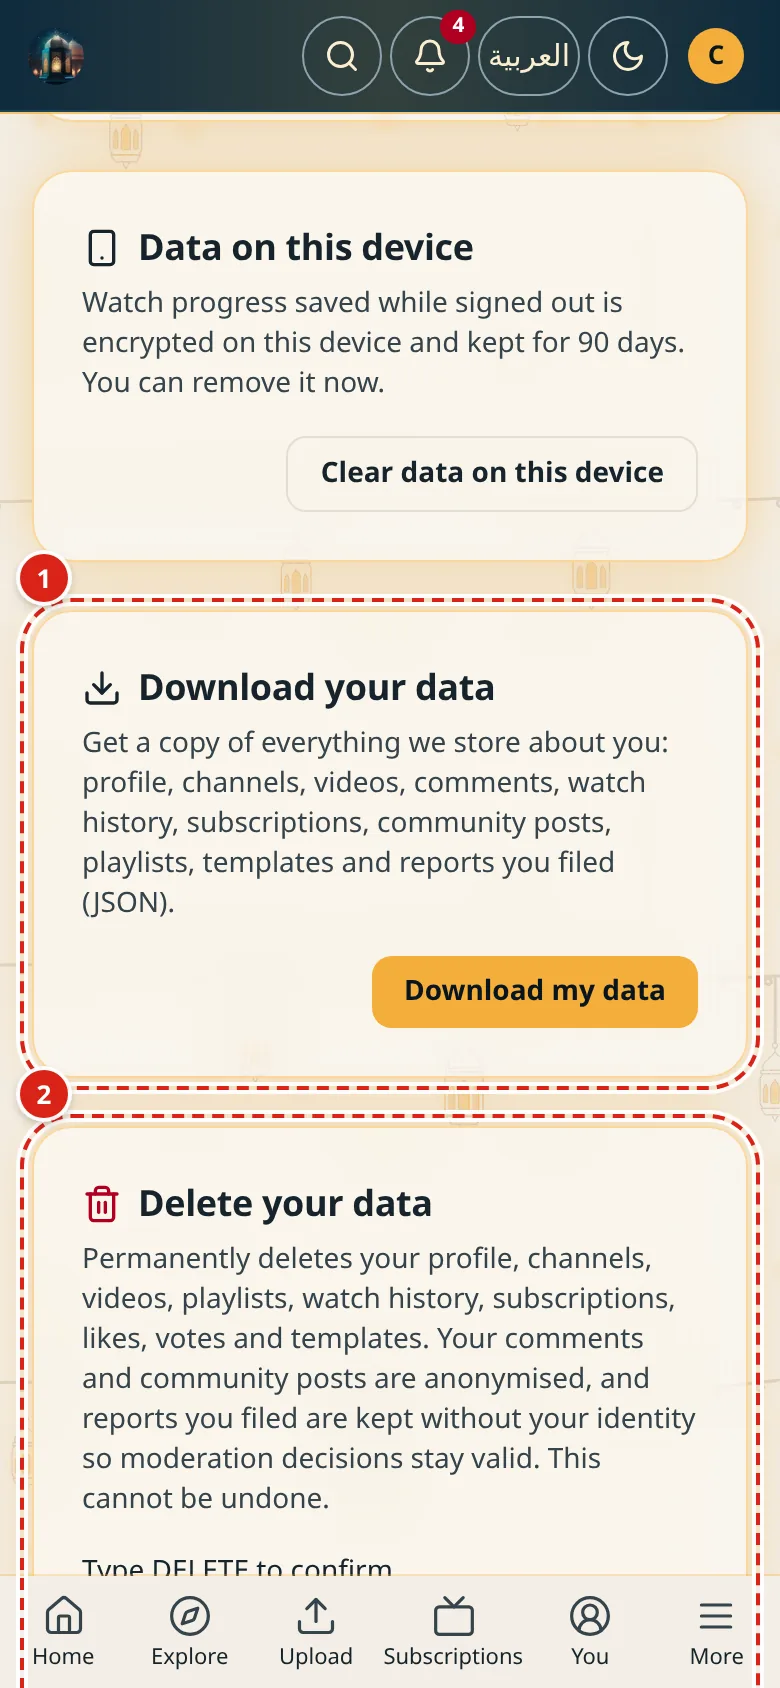 4
العربية
C
Data on this device
Watch progress saved while signed out is
encrypted on this device and kept for 90 days.
You can remove it now.
Clear data on this device
1
Download your data
Get a copy of everything we store about you:
profile, channels, videos, comments, watch
history, subscriptions, community posts,
playlists, templates and reports you filed
(JSON).
Download my data
2
Delete your data
Permanently deletes your profile, channels,
videos, playlists, watch history, subscriptions,
likes, votes and templates. Your comments
and community posts are anonymised, and
reports you filed are kept without your identity
so moderation decisions stay valid. This
cannot be undone.
Type DELETE to confirm
Home
Explore
Upload
Subscriptions
You
More